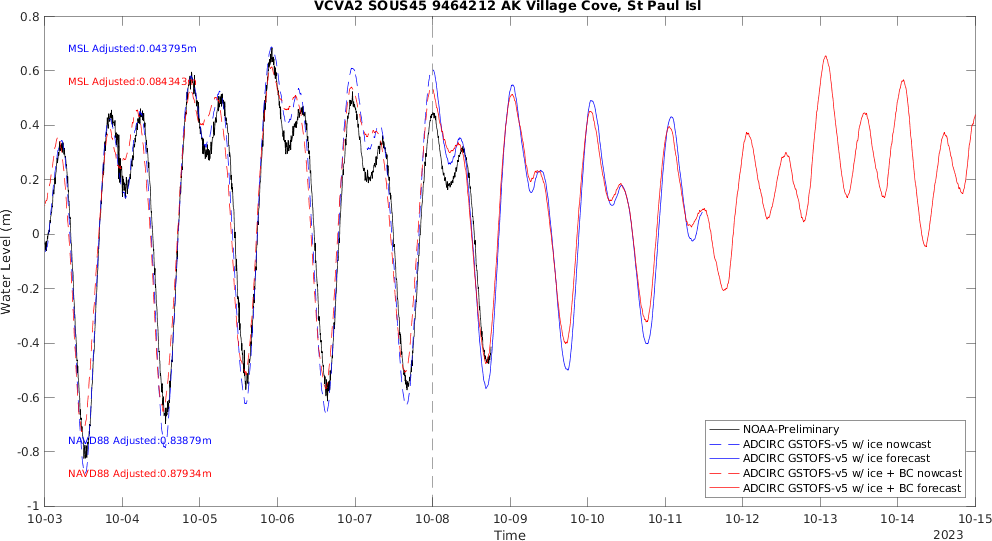 VCVA2 SOUS45 9464212 AK Village Cove, St Paul Isl
MSL Adjusted:0.043795m
MSL Adjusted:0.084343m
NAVD88 Adjusted:0.83879m
NAVD88 Adjusted:0.87934m
Water Level (m)
0.8
0.6
0.4
0.2
0
-0.2
-0.4
-0.6
-0.8
-1
NOAA-Preliminary
ADCIRC GSTOFS-v5 w/ ice nowcast
ADCIRC GSTOFS-v5 w/ ice forecast
ADCIRC GSTOFS-v5 w/ice + BC nowcast
ADCIRC GSTOFS-v5 w/ice + BC forecast
10-03 10-04 10-05 10-06 10-07 10-08 10-09 10-10 10-11 10-12 10-13 10-14 10-15
Time
2023